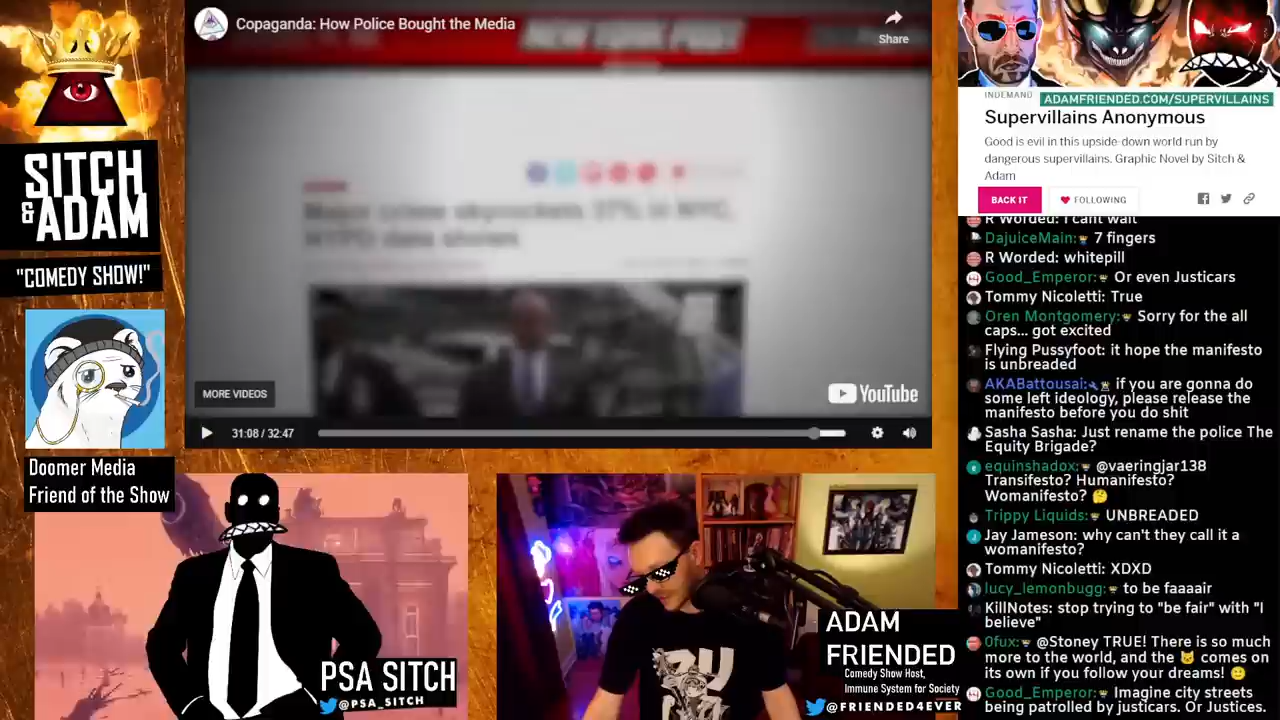 Copaganda: How Police Bought the Media
Share
NEW YORK POST
MORE VIDEOS
YouTube
31:08 / 32:47
SITCH
& ADAM
"COMEDY SHOW!"
Doomer Media
Friend of the Show
PSA SITCH
@PSA_SITCH
ADAM
FRIENDED
Comedy Show Host,
Immune System for Society
@FRIENDED4EVER
INDEMAND
ADAMFRIENDED.COM/SUPERVILLAINS
Supervillains Anonymous
Good is evil in this upside-down world run by
dangerous supervillains. Graphic Novel by Sitch &
Adam
BACK IT
FOLLOWING
R Worded: I cant wait
DajuiceMain: 7 fingers
R Worded: whitepill
Good_Emperor: Or even Justicars
Tommy Nicoletti: True
Oren Montgomery: Sorry for the all
caps... got excited
Flying Pussyfoot: it hope the manifesto
is unbreaded
AKABattousai: if you are gonna do
some left ideology, please release the
manifesto before you do shit
Sasha Sasha: Just rename the police The
Equity Brigade?
equinshadox: @vaeringjar138
Transifesto? Humanifesto?
Womanifesto? 🤔
Trippy Liquids: UNBREADED
Jay Jameson: why can't they call it a
womanifesto?
Tommy Nicoletti: XDXD
lucy_lemonbugg: to be faaaair
KillNotes: stop trying to "be fair" with "I
believe"
0fux: @Stoney TRUE! There is so much
more to the world, and the 😼 comes on
its own if you follow your dreams! 😊
Good_Emperor: Imagine city streets
being patrolled by justicars. Or Justices.